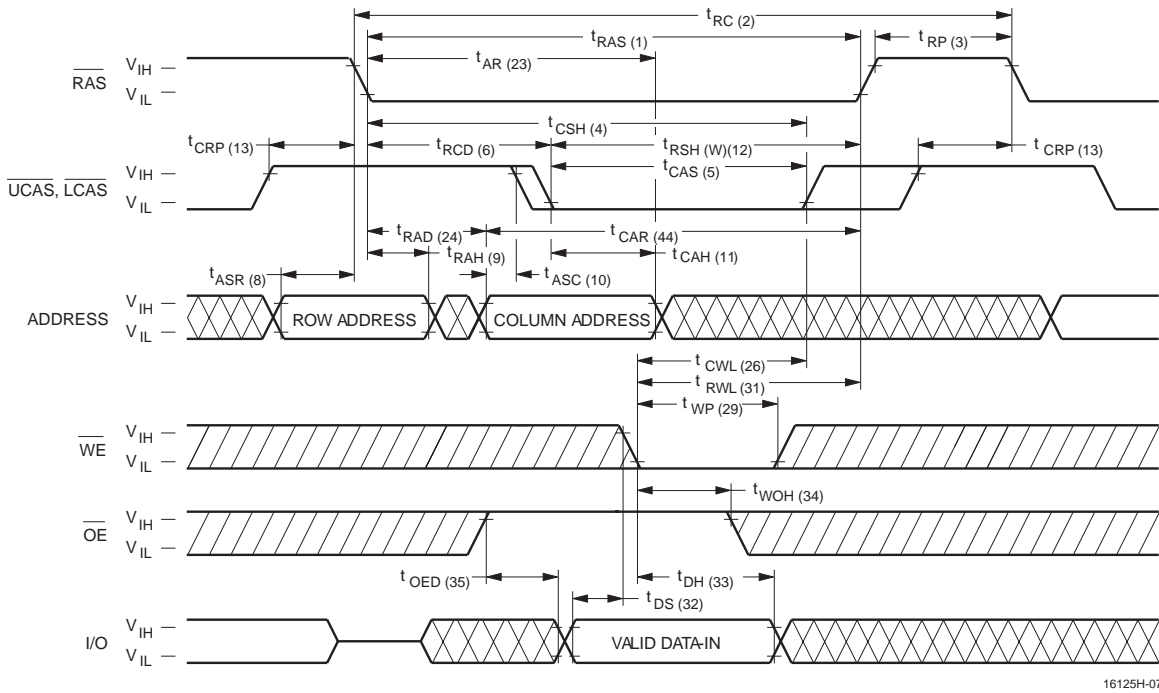 t RC (2)
t RAS (1)
t RP (3)
t AR (23)
RAS
V IH
V IL
t CSH (4)
t CRP (13)
t RCD (6)
t RSH (W)(12)
t CRP (13)
t CAS (5)
UCAS, LCAS
V IH
V IL
t RAD (24)
t CAR (44)
t RAH (9)
t CAH (11)
t ASR (8)
t ASC (10)
ADDRESS
V IH
V IL
ROW ADDRESS
COLUMN ADDRESS
t CWL (26)
t RWL (31)
t WP (29)
WE
V IH
V IL
t WOH (34)
OE
V IH
V IL
t OED (35)
t DH (33)
t DS (32)
I/O
V IH
V IL
VALID DATA-IN
16125H-07